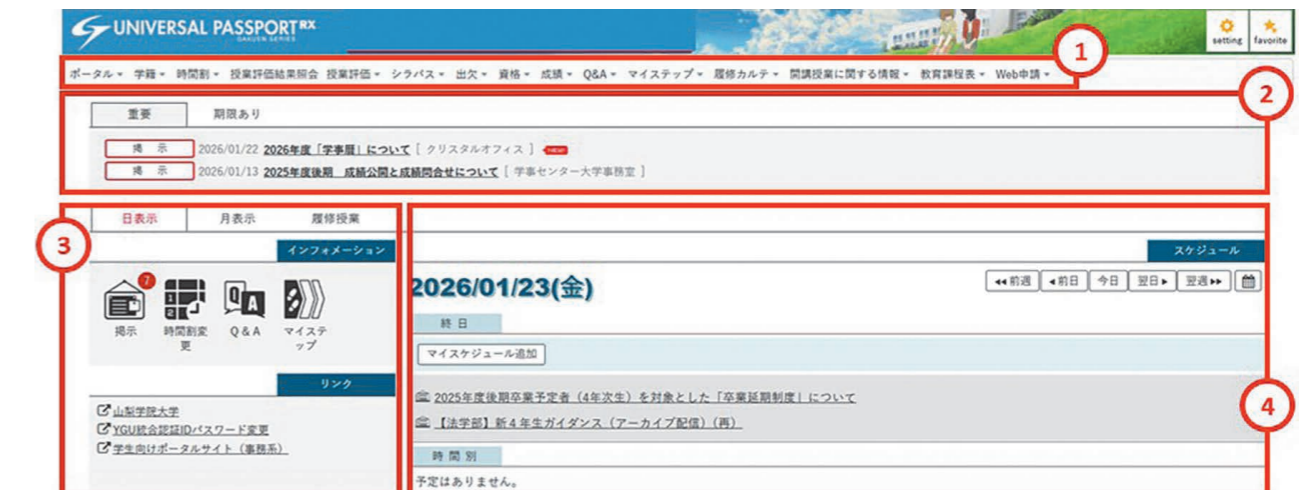 UNIVERSAL PASSPORT RX
GAKUEN SERIES
setting favorite
1
ポータル 学籍 時間割 授業評価結果照会 授業評価 シラバス 出欠 資格 成績 Q&A マイステップ 履修カルテ 開講授業に関する情報 教育課程表 Web申請
2
重要 期限あり
掲 示 2026/01/22 2026年度「学事暦」について [ クリスタルオフィス ] NEW
掲 示 2026/01/13 2025年度後期 成績公開と成績問合せについて [ 学事センター大学事務室 ]
3
日表示 月表示 履修授業
インフォメーション
7
掲示 時間割変更 Q&A マイステップ
リンク
山梨学院大学
YGU統合認証IDパスワード変更
学生向けポータルサイト（事務系）
スケジュール
2026/01/23(金)
前週 前日 今日 翌日 翌週
終日
マイスケジュール追加
4
2025年度後期卒業予定者（4年次生）を対象とした「卒業延期制度」について
【法学部】新4年生ガイダンス（アーカイブ配信）（再）
時間別
予定はありません。